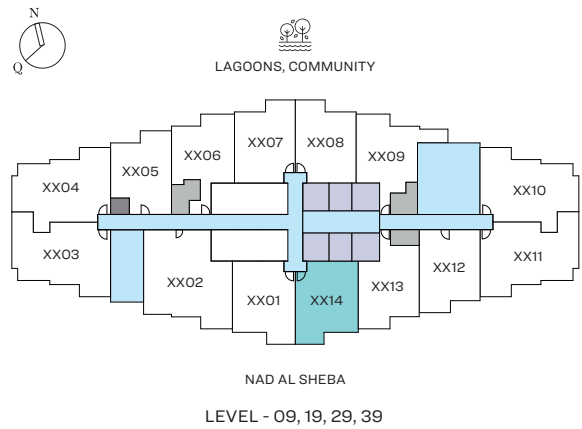 N
Q
LAGOONS, COMMUNITY
XX07
XX08
XX06
XX09
XX05
XX04
XX10
XX03
XX11
XX02
XX12
XX13
XX01
XX14
NAD AL SHEBA
LEVEL - 09, 19, 29, 39